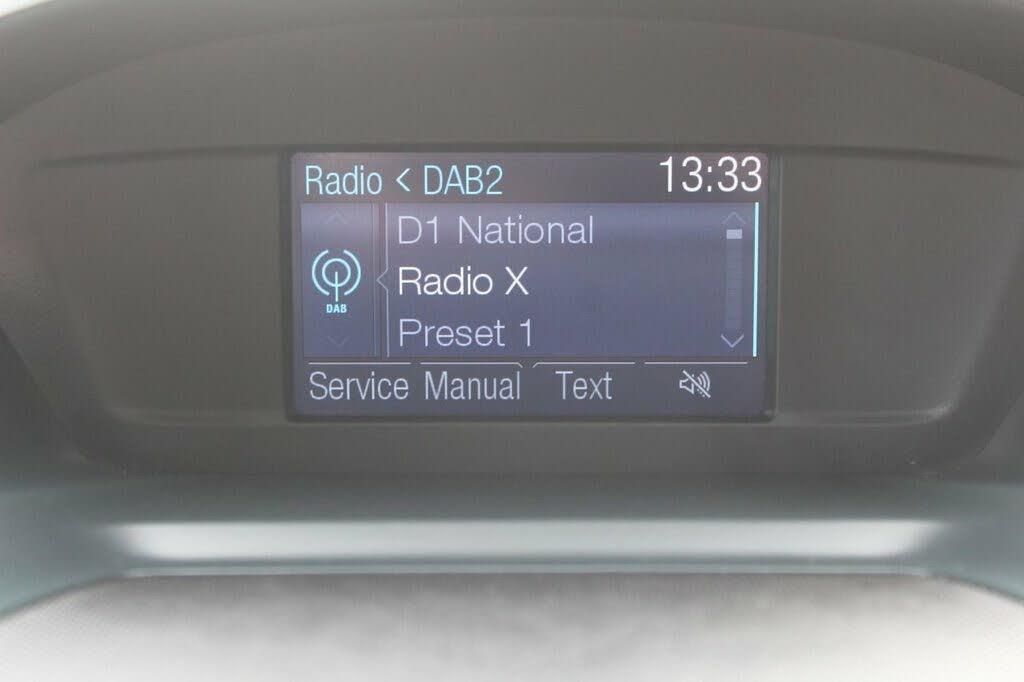 Radio < DAB2 13:33
D1 National
Radio X
DAB
Preset 1
Service Manual Text